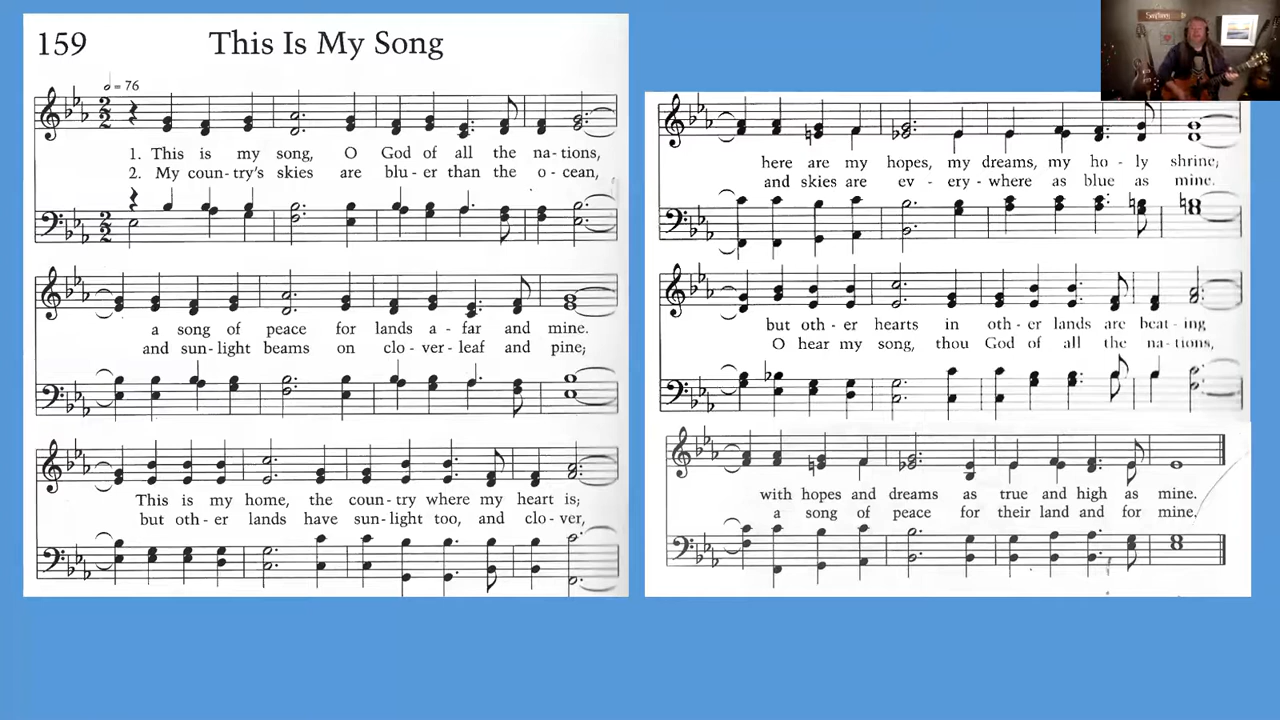 159 This Is My Song
= 76
1. This is my song, O God of all the na-tions,
2. My coun-try's skies are blu-er than the o-cean,
a song of peace for lands a-far and mine.
and sun-light beams on clo-ver-leaf and pine;
This is my home, the coun-try where my heart is;
but oth-er lands have sun-light too, and clo-ver,
here are my hopes, my dreams, my ho-ly shrine;
and skies are ev-ery-where as blue as mine.
but oth-er hearts in oth-er lands are beat-ing
O hear my song, thou God of all the na-tions,
with hopes and dreams as true and high as mine.
a song of peace for their land and for mine.